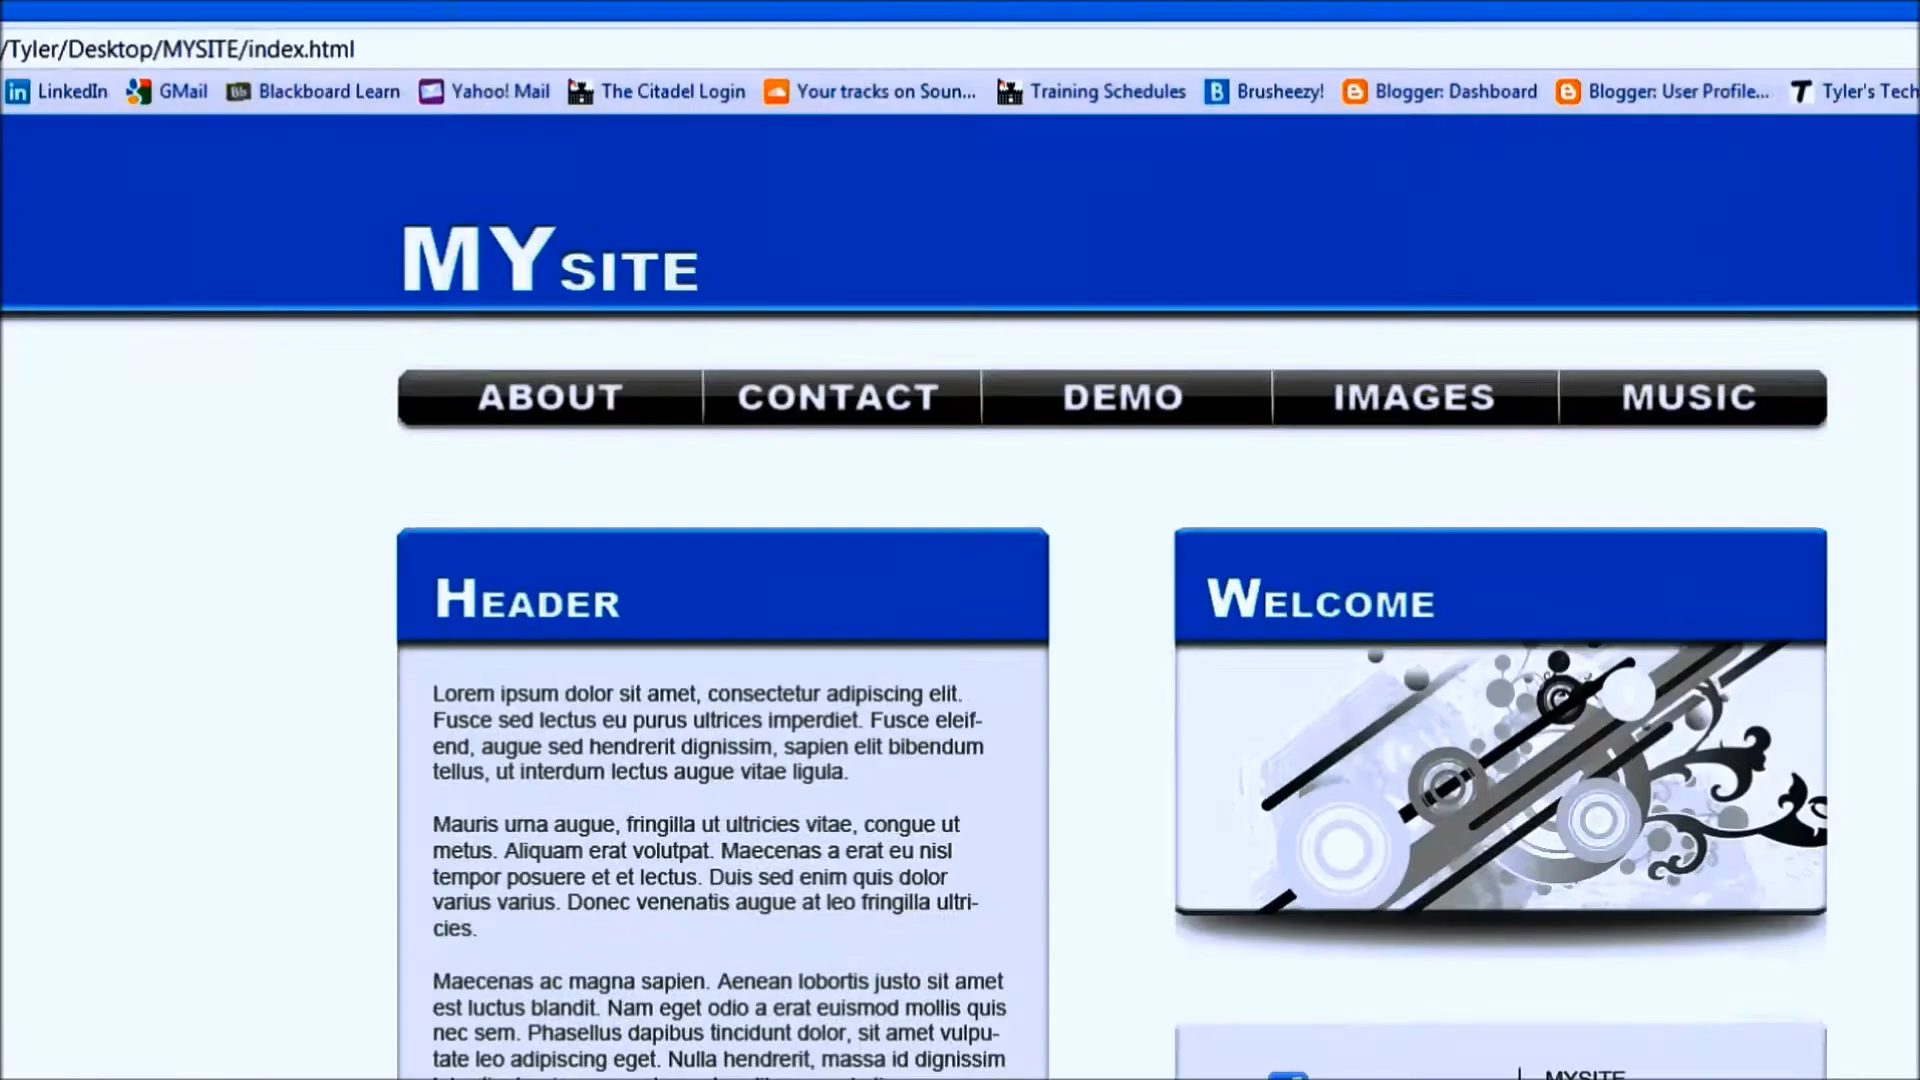 /Tyler/Desktop/MYSITE/index.html
LinkedIn GMail Blackboard Learn Yahoo! Mail The Citadel Login Your tracks on Soun... Training Schedules Brusheezy! Blogger: Dashboard Blogger: User Profile... Tyler's Tech
MYSITE
ABOUT CONTACT DEMO IMAGES MUSIC
HEADER
Lorem ipsum dolor sit amet, consectetur adipiscing elit.
Fusce sed lectus eu purus ultrices imperdiet. Fusce eleif-
end, augue sed hendrerit dignissim, sapien elit bibendum
tellus, ut interdum lectus augue vitae ligula.
Mauris urna augue, fringilla ut ultricies vitae, congue ut
metus. Aliquam erat volutpat. Maecenas a erat eu nisl
tempor posuere et et lectus. Duis sed enim quis dolor
varius varius. Donec venenatis augue at leo fringilla ultri-
cies.
Maecenas ac magna sapien. Aenean lobortis justo sit amet
est luctus blandit. Nam eget odio a erat euismod mollis quis
nec sem. Phasellus dapibus tincidunt dolor, sit amet vulpu-
tate leo adipiscing eget. Nulla hendrerit, massa id dignissim
WELCOME
MYSITE